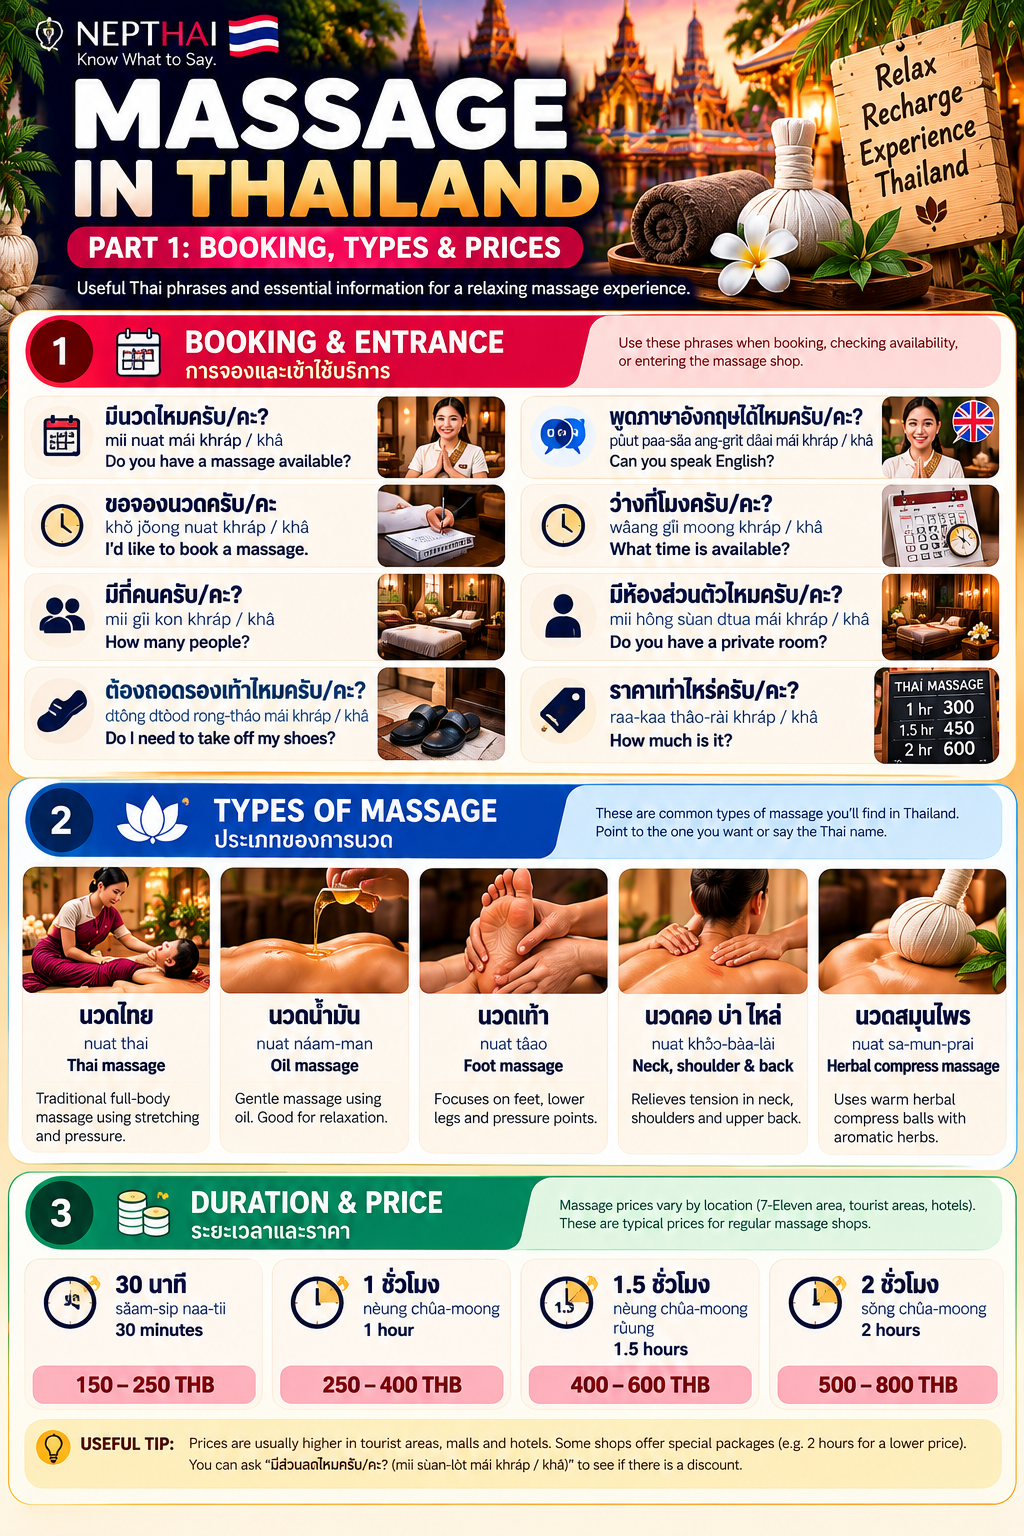 NEPTHAI
Know What to Say.
MASSAGE
IN THAILAND
PART 1: BOOKING, TYPES & PRICES
Useful Thai phrases and essential information for a relaxing massage experience.
Relax
Recharge
Experience
Thailand
1
BOOKING & ENTRANCE
การจองและเข้าใช้บริการ
Use these phrases when booking, checking availability,
or entering the massage shop.
มีนวดไหมครับ/คะ?
mii nuat mái khráp / khâ
Do you have a massage available?
พูดภาษาอังกฤษได้ไหมครับ/คะ?
pûut paa-săa ang-grìt dâai mái khráp / khâ
Can you speak English?
ขอจองนวดครับ/คะ
khŏ jŏong nuat khráp / khâ
I'd like to book a massage.
ว่างกี่โมงครับ/คะ?
wâang gĭi moong khráp / khâ
What time is available?
มีกี่คนครับ/คะ?
mii gĭi kon khráp / khâ
How many people?
มีห้องส่วนตัวไหมครับ/คะ?
mii hông sùan dtua mái khráp / khâ
Do you have a private room?
ต้องถอดรองเท้าไหมครับ/คะ?
dtông dtòod rong-tháo mái khráp / khâ
Do I need to take off my shoes?
ราคาเท่าไหร่ครับ/คะ?
raa-kaa thâo-rài khráp / khâ
How much is it?
THAI MASSAGE
1 hr 300
1.5 hr 450
2 hr 600
2
TYPES OF MASSAGE
ประเภทของการนวด
These are common types of massage you'll find in Thailand.
Point to the one you want or say the Thai name.
นวดไทย
nuat thai
Thai massage
Traditional full-body
massage using stretching
and pressure.
นวดน้ำมัน
nuat náam-man
Oil massage
Gentle massage using
oil. Good for relaxation.
นวดเท้า
nuat tâao
Foot massage
Focuses on feet, lower
legs and pressure points.
นวดคอ บ่า ไหล่
nuat khɔ̌ɔ-bàa-lài
Neck, shoulder & back
Relieves tension in neck,
shoulders and upper back.
นวดสมุนไพร
nuat sa-mun-prai
Herbal compress massage
Uses warm herbal
compress balls with
aromatic herbs.
3
DURATION & PRICE
ระยะเวลาและราคา
Massage prices vary by location (7-Eleven area, tourist areas, hotels).
These are typical prices for regular massage shops.
30 นาที
săam-sip naa-tii
30 minutes
150 – 250 THB
1 ชั่วโมง
nèung chûa-moong
1 hour
250 – 400 THB
1.5
1.5 ชั่วโมง
nèung chûa-moong
rûung
1.5 hours
400 – 600 THB
2 ชั่วโมง
sŏng chûa-moong
2 hours
500 – 800 THB
USEFUL TIP: Prices are usually higher in tourist areas, malls and hotels. Some shops offer special packages (e.g. 2 hours for a lower price).
You can ask "มีส่วนลดไหมครับ/คะ? (mii sùan-lòt mái khráp / khâ)" to see if there is a discount.